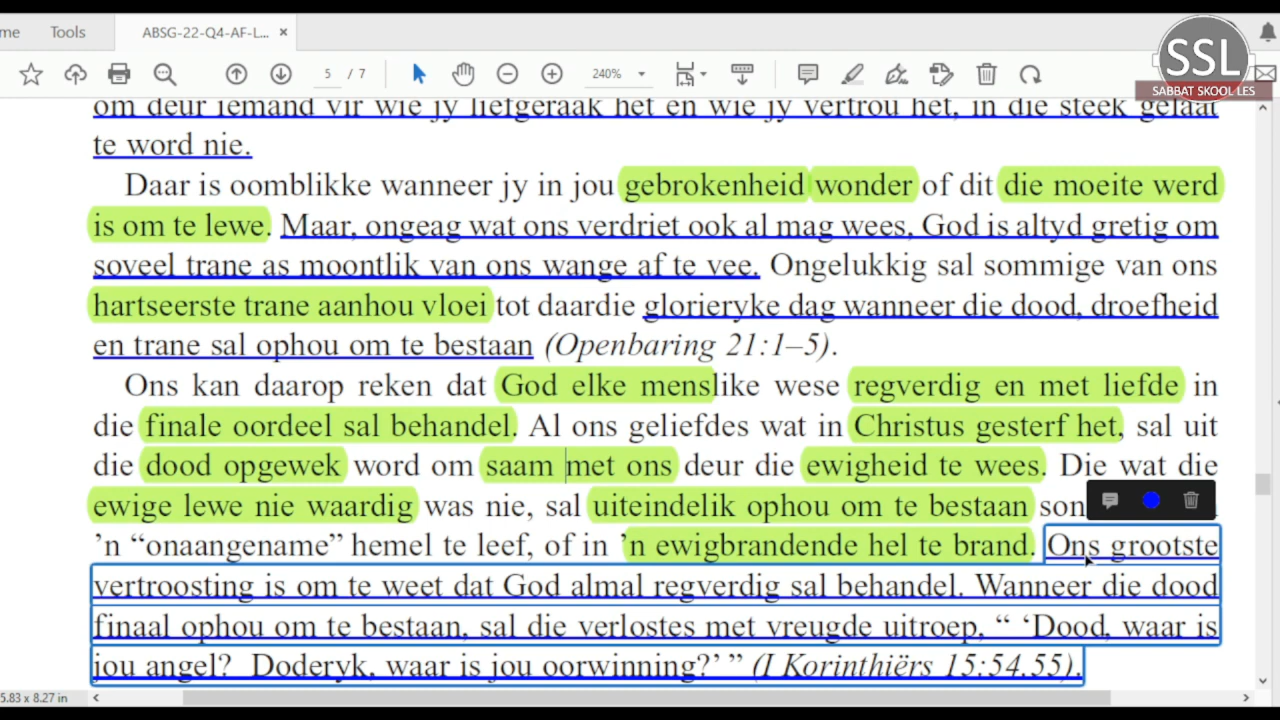 me Tools ABSG-22-Q4-AF-L... ×
5 / 7 240%
SSL
SABBAT SKOOL LES
om deur iemand vir wie jy liefgeraak het en wie jy vertrou het, in die steek gelaat
te word nie.
Daar is oomblikke wanneer jy in jou gebrokenheid wonder of dit die moeite werd
is om te lewe. Maar, ongeag wat ons verdriet ook al mag wees, God is altyd gretig om
soveel trane as moontlik van ons wange af te vee. Ongelukkig sal sommige van ons
hartseerste trane aanhou vloei tot daardie glorieryke dag wanneer die dood, droefheid
en trane sal ophou om te bestaan (Openbaring 21:1–5).
Ons kan daarop reken dat God elke menslike wese regverdig en met liefde in
die finale oordeel sal behandel. Al ons geliefdes wat in Christus gesterf het, sal uit
die dood opgewek word om saam met ons deur die ewigheid te wees. Die wat die
ewige lewe nie waardig was nie, sal uiteindelik ophou om te bestaan son
’n “onaangename” hemel te leef, of in ’n ewigbrandende hel te brand. Ons grootste
vertroosting is om te weet dat God almal regverdig sal behandel. Wanneer die dood
finaal ophou om te bestaan, sal die verlostes met vreugde uitroep, “ ‘Dood, waar is
jou angel? Doderyk, waar is jou oorwinning?’ ” (I Korinthiërs 15:54,55).
5.83 x 8.27 in